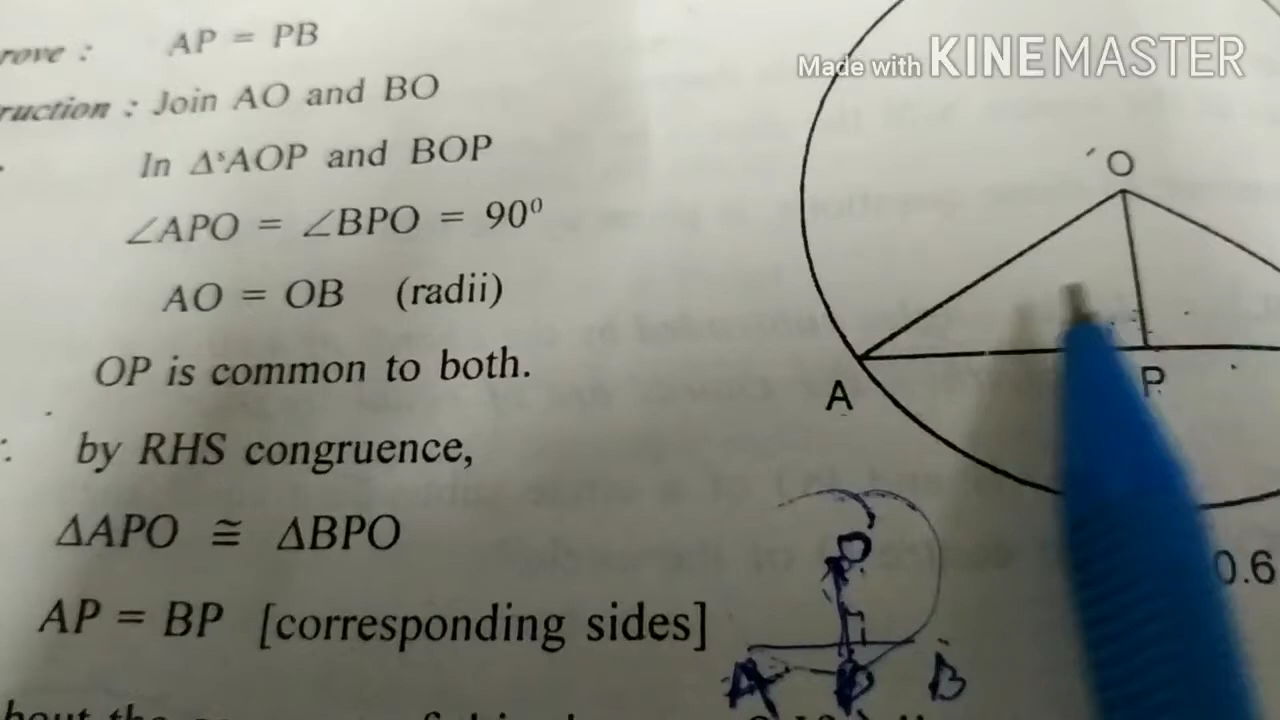 rove : AP = PB
ruction : Join AO and BO
In Δ'sAOP and BOP
∠APO = ∠BPO = 90⁰
AO = OB (radii)
OP is common to both.
by RHS congruence,
ΔAPO ≅ ΔBPO
AP = BP [corresponding sides]
Made with KINEMASTER
O
A
P
0.6
O
A
B